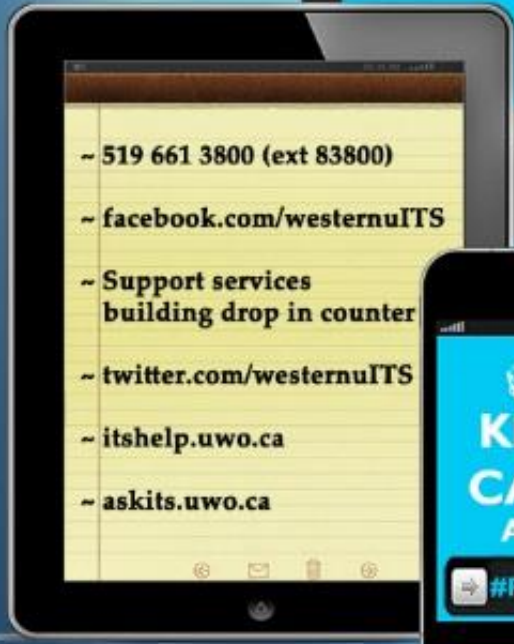 ~ 519 661 3800 (ext 83800)
~ facebook.com/westernuITS
~ Support services
building drop in counter
~ twitter.com/westernuITS
~ itshelp.uwo.ca
~ askits.uwo.ca